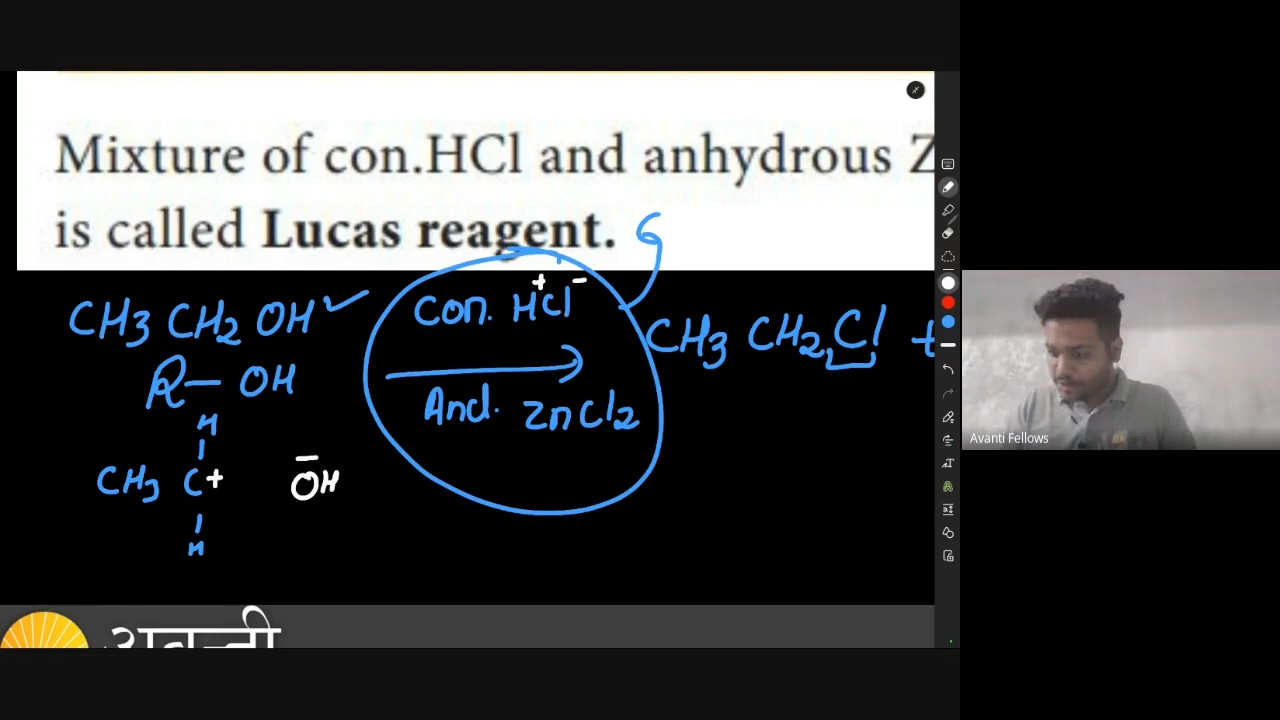 Mixture of con.HCl and anhydrous Z
is called Lucas reagent.
CH3 CH2 OH
Con. HCl
+ −
CH3 CH2 Cl +
R— OH
And. ZnCl2
H
CH3 C+
H
OH
Avanti Fellows
अवन्ती